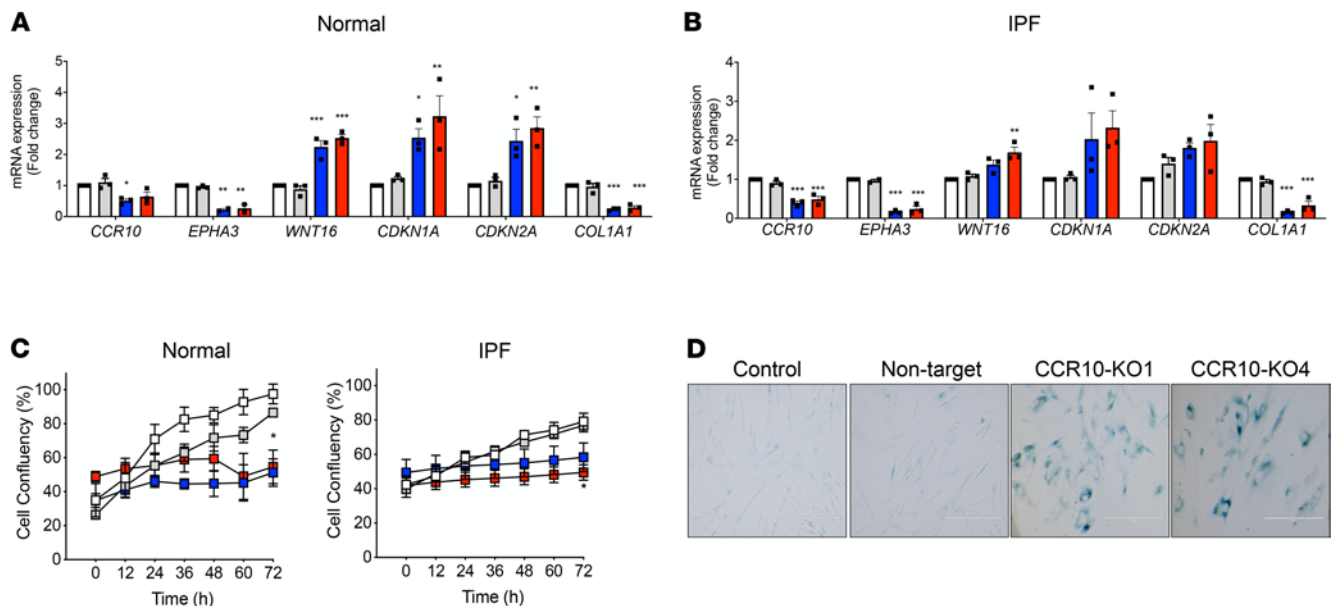 A
Normal
mRNA expression
(Fold change)
5
4
3
2
1
0
*
** **
*** ***
* **
* **
*** ***
CCR10 EPHA3 WNT16 CDKN1A CDKN2A COL1A1
B
IPF
mRNA expression
(Fold change)
4
3
2
1
0
*** ***
*** ***
**
*** ***
CCR10 EPHA3 WNT16 CDKN1A CDKN2A COL1A1
C
Normal
Cell Confluency (%)
100
80
60
40
20
0
*
0 12 24 36 48 60 72
Time (h)
IPF
Cell Confluency (%)
100
80
60
40
20
0
*
0 12 24 36 48 60 72
Time (h)
D
Control Non-target CCR10-KO1 CCR10-KO4